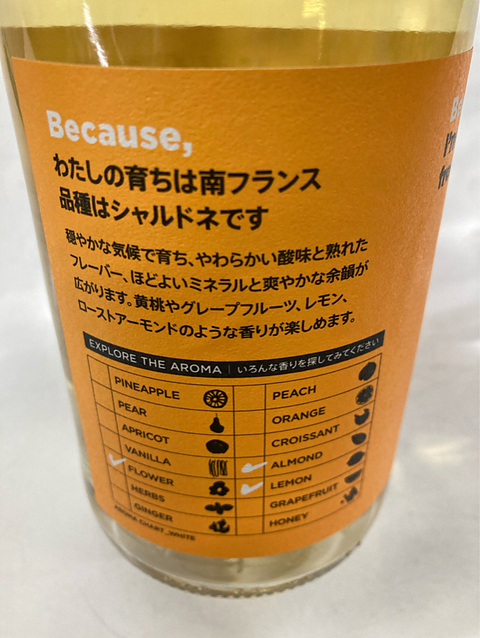 Because,
わたしの育ちは南フランス
品種はシャルドネです
穏やかな気候で育ち、やわらかい酸味と熟れた
フレーバー、ほどよいミネラルと爽やかな余韻が
広がります。黄桃やグレープフルーツ、レモン、
ローストアーモンドのような香りが楽しめます。
EXPLORE THE AROMA | いろんな香りを探してみてください
PINEAPPLE
PEAR
APRICOT
VANILLA
FLOWER
HERBS
GINGER
PEACH
ORANGE
CROISSANT
ALMOND
LEMON
GRAPEFRUIT
HONEY
AROMA CHART_WHITE